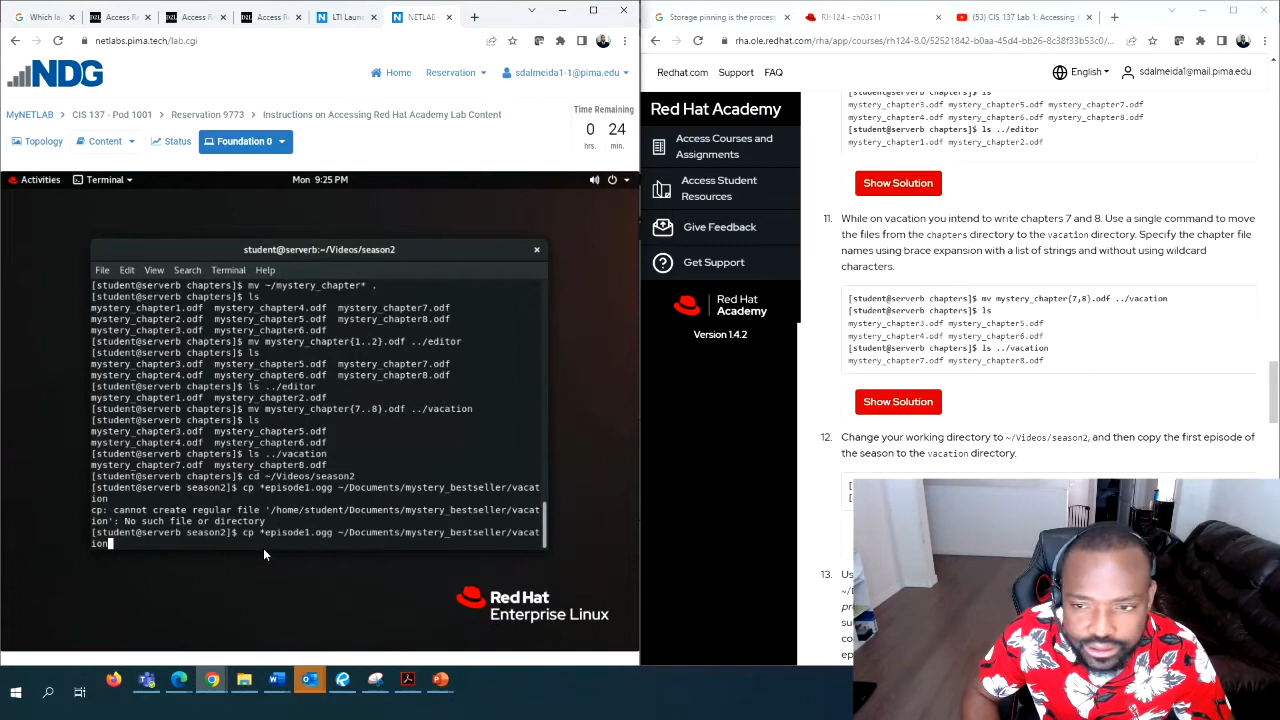 Which la
Access Re
Access Re
Access Re
LTI Laun
NETLAB
Storage pinning is the process
RH124 - ch03s11
(53) CIS 137 Lab 1: Accessing
netlabs.pima.tech/lab.cgi
rha.ole.redhat.com/rha/app/courses/rh124-8.0/52521842-b0aa-45d4-bb26-8c38f33b53c0/...
NDG
Home
Reservation
sdalmeida1-1@pima.edu
MyNETLAB > CIS 137 - Pod 1001 > Reservation 9773 > Instructions on Accessing Red Hat Academy Lab Content
Time Remaining
0 24
hrs. min.
Topology
Content
Status
Foundation 0
Activities
Terminal
Mon 9:25 PM
student@serverb:~/Videos/season2
File Edit View Search Terminal Help
[student@serverb chapters]$ mv ~/mystery_chapter* .
[student@serverb chapters]$ ls
mystery_chapter1.odf mystery_chapter4.odf mystery_chapter7.odf
mystery_chapter2.odf mystery_chapter5.odf mystery_chapter8.odf
mystery_chapter3.odf mystery_chapter6.odf
[student@serverb chapters]$ mv mystery_chapter{1..2}.odf ../editor
[student@serverb chapters]$ ls
mystery_chapter3.odf mystery_chapter5.odf mystery_chapter7.odf
mystery_chapter4.odf mystery_chapter6.odf mystery_chapter8.odf
[student@serverb chapters]$ ls ../editor
mystery_chapter1.odf mystery_chapter2.odf
[student@serverb chapters]$ mv mystery_chapter{7..8}.odf ../vacation
[student@serverb chapters]$ ls
mystery_chapter3.odf mystery_chapter5.odf
mystery_chapter4.odf mystery_chapter6.odf
[student@serverb chapters]$ ls ../vacation
mystery_chapter7.odf mystery_chapter8.odf
[student@serverb chapters]$ cd ~/Videos/season2
[student@serverb season2]$ cp *episode1.ogg ~/Documents/mystery_bestseller/vacat
ion
cp: cannot create regular file '/home/student/Documents/mystery_bestseller/vacat
ion': No such file or directory
[student@serverb season2]$ cp *episode1.ogg ~/Documents/mystery_bestseller/vacat
ion
Red Hat
Enterprise Linux
Redhat.com
Support
FAQ
English
sdalmeida1@mail.pima.edu
Red Hat Academy
Access Courses and
Assignments
Access Student
Resources
Give Feedback
Get Support
Red Hat
Academy
Version 1.4.2
mystery_chapter3.odf mystery_chapter5.odf mystery_chapter7.odf
mystery_chapter4.odf mystery_chapter6.odf mystery_chapter8.odf
[student@serverb chapters]$ ls ../editor
mystery_chapter1.odf mystery_chapter2.odf
Show Solution
11. While on vacation you intend to write chapters 7 and 8. Use a single command to move
the files from the chapters directory to the vacation directory. Specify the chapter file
names using brace expansion with a list of strings and without using wildcard
characters.
[student@serverb chapters]$ mv mystery_chapter{7,8}.odf ../vacation
[student@serverb chapters]$ ls
mystery_chapter3.odf mystery_chapter5.odf
mystery_chapter4.odf mystery_chapter6.odf
[student@serverb chapters]$ ls ../vacation
mystery_chapter7.odf mystery_chapter8.odf
Show Solution
12. Change your working directory to ~/Videos/season2, and then copy the first episode of
the season to the vacation directory.
13.